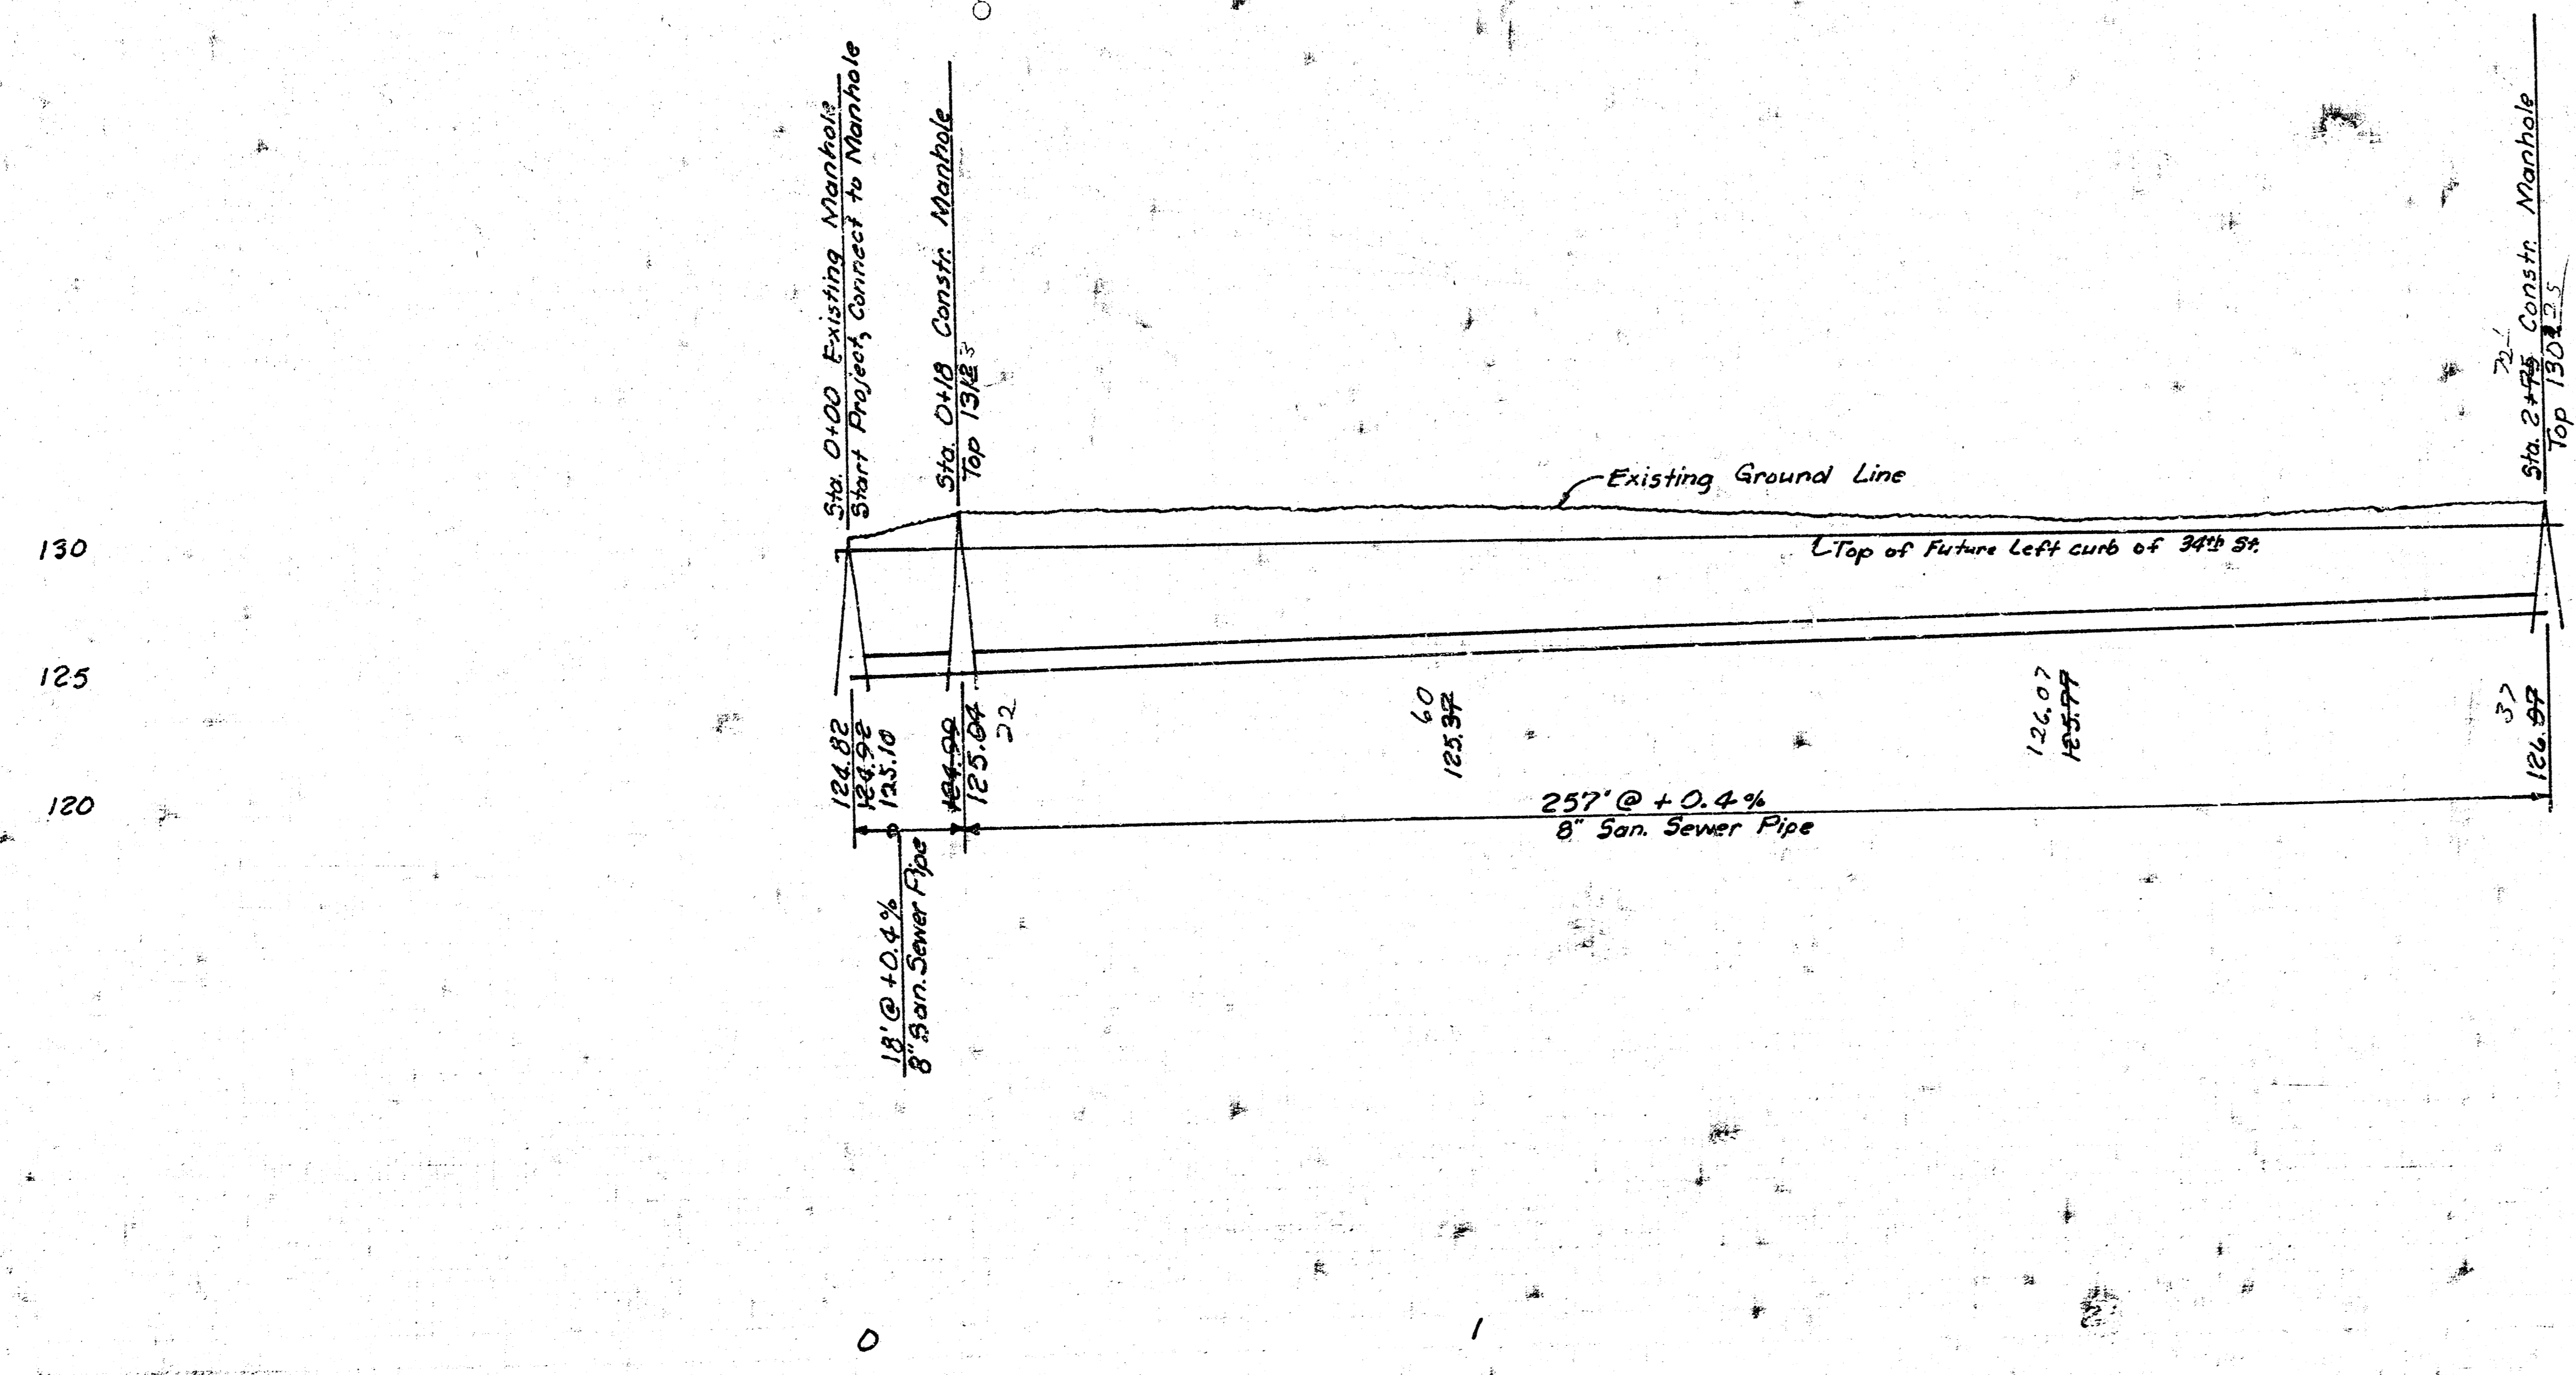 Sta. 0+00 Existing Manhole
Start Project, Connect to Manhole
Sta. 0+18 Constr. Manhole
Top 131.
72
Sta. 2+75 Constr. Manhole
Top 130
25
Existing Ground Line
Top of Future Left curb of 34th St.
130
125
120
124.82
124.92
125.10
124.99
125.04
22
60
125.37
126.07
125.77
37
126.07
257' @ + 0.4%
8" San. Sewer Pipe
18' @ +0.4%
8" San. Sewer Pipe
0
1